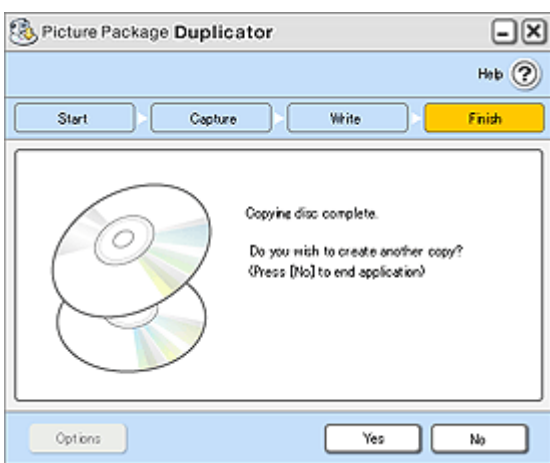 Picture Package Duplicator
Help ?
Start Capture Write Finish
Copying disc complete.
Do you wish to create another copy?
(Press [No] to end application)
Options Yes No